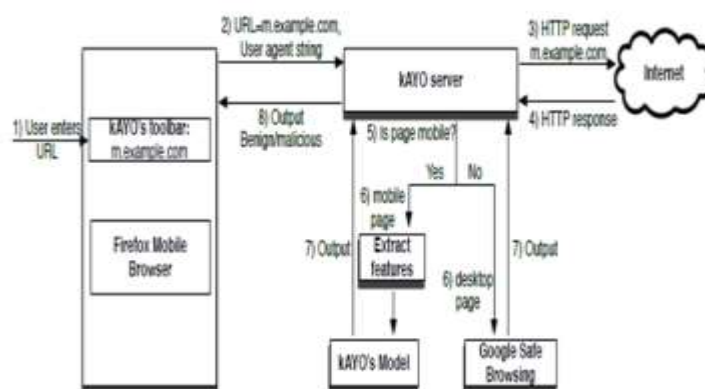 1) User enters
URL
kAYO's toolbar:
m.example.com
Firefox Mobile
Browser
2) URL=m.example.com,
User agent string
8) Output
Benign/malicious
kAYO server
3) HTTP request
m.example.com
4) HTTP response
Internet
5) Is page mobile?
Yes
No
6) mobile
page
Extract
features
7) Output
kAYO's Model
6) desktop
page
7) Output
Google Safe
Browsing